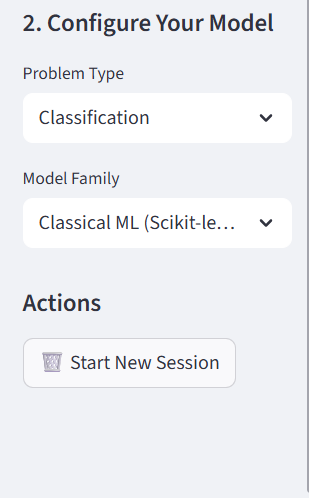 2. Configure Your Model
Problem Type
Classification
Model Family
Classical ML (Scikit-le...
Actions
Start New Session